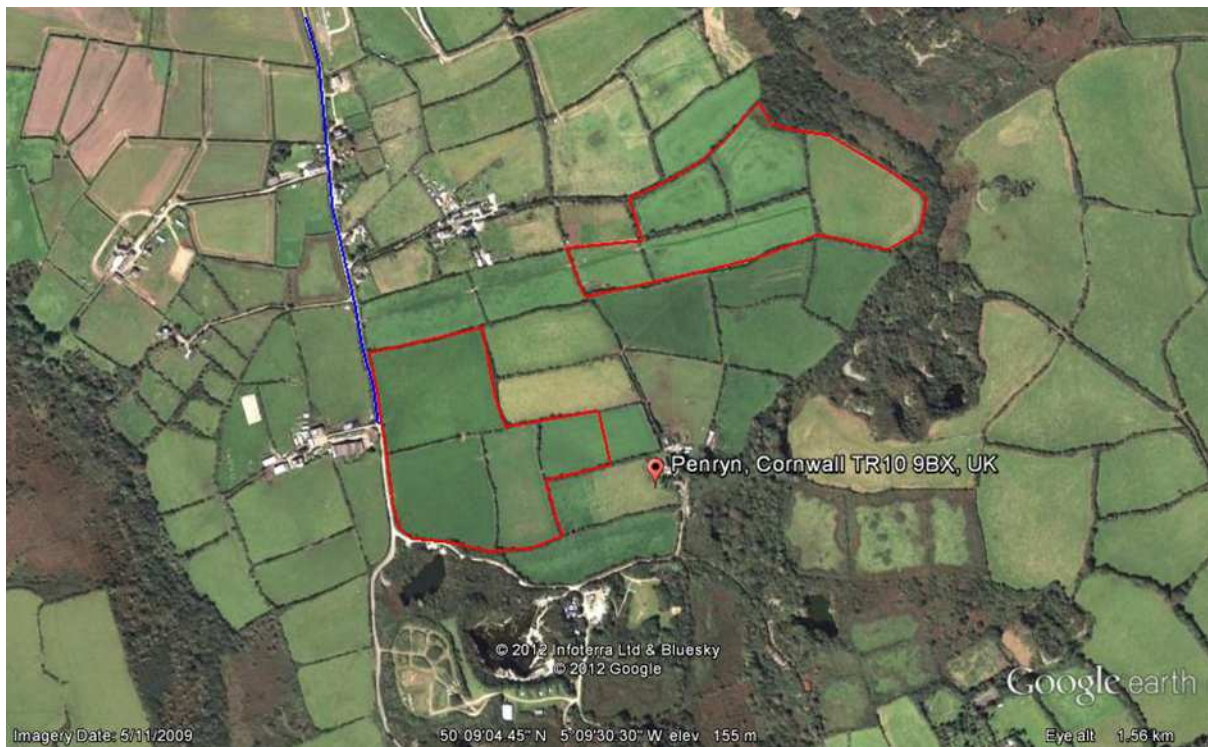 Penryn, Cornwall TR10 9BX, UK
© 2012 Infoterra Ltd & Bluesky
© 2012 Google
Google earth
Imagery Date: 5/11/2009 50°09'04.45" N 5°09'30.30" W elev 155 m Eye alt 1.56 km